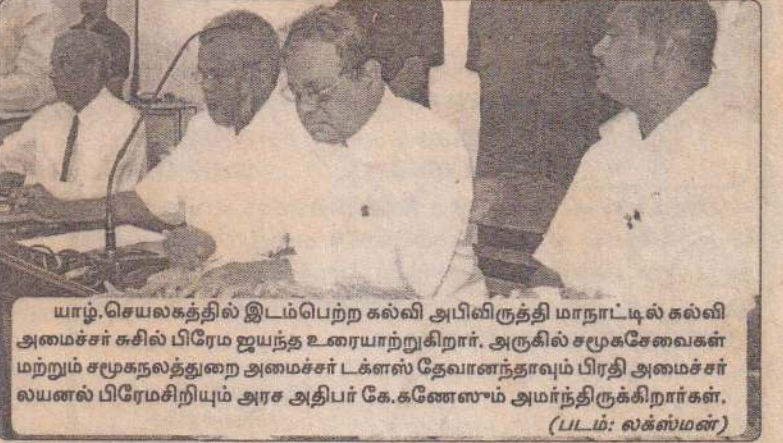 யாழ்.செயலகத்தில் இடம்பெற்ற கல்வி அபிவிருத்தி மாநாட்டில் கல்வி
அமைச்சர் சுசில் பிரேம ஜயந்த உரையாற்றுகிறார். அருகில் சமூகசேவைகள்
மற்றும் சமூகநலத்துறை அமைச்சர் டக்ளஸ் தேவானந்தாவும் பிரதி அமைச்சர்
லயனல் பிரேமசிறியும் அரச அதிபர் கே.கணேஸும் அமர்ந்திருக்கிறார்கள்.
(படம்: லக்ஸ்மன்)